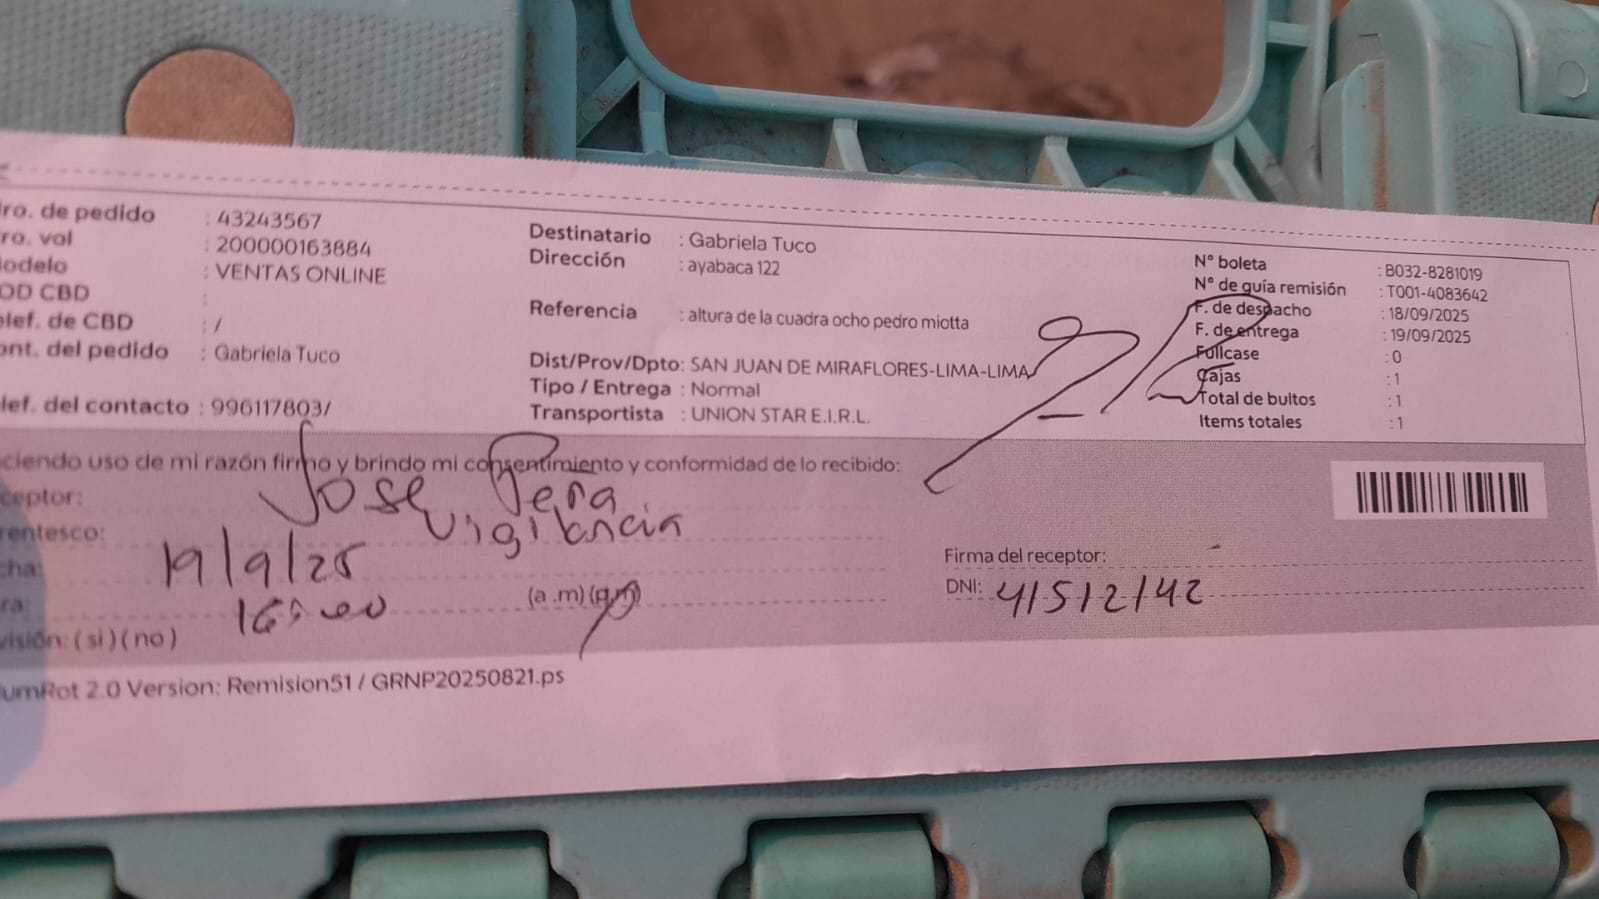 ro. de pedido : 43243567
ro. vol : 200000163884
odelo : VENTAS ONLINE
OD CBD :
elef. de CBD : /
ont. del pedido : Gabriela Tuco
lef. del contacto : 996117803/
Destinatario : Gabriela Tuco
Dirección : ayabaca 122
Referencia : altura de la cuadra ocho pedro miotta
Dist/Prov/Dpto: SAN JUAN DE MIRAFLORES-LIMA-LIMA
Tipo / Entrega : Normal
Transportista : UNION STAR E.I.R.L.
N° boleta : B032-8281019
N° de guía remisión : T001-4083642
F. de despacho : 18/09/2025
F. de entrega : 19/09/2025
Fullcase : 0
Cajas : 1
Total de bultos : 1
Items totales : 1
ciendo uso de mi razón firmo y brindo mi consentimiento y conformidad de lo recibido:
ceptor: Jose Peña
rentesco: Vigilancia
cha: 19/9/25
ra: 16:00 (a .m) (p.m)
visión: ( si ) ( no )
Firma del receptor:
DNI: 41512142
umRot 2.0 Version: Remision51 / GRNP20250821.ps